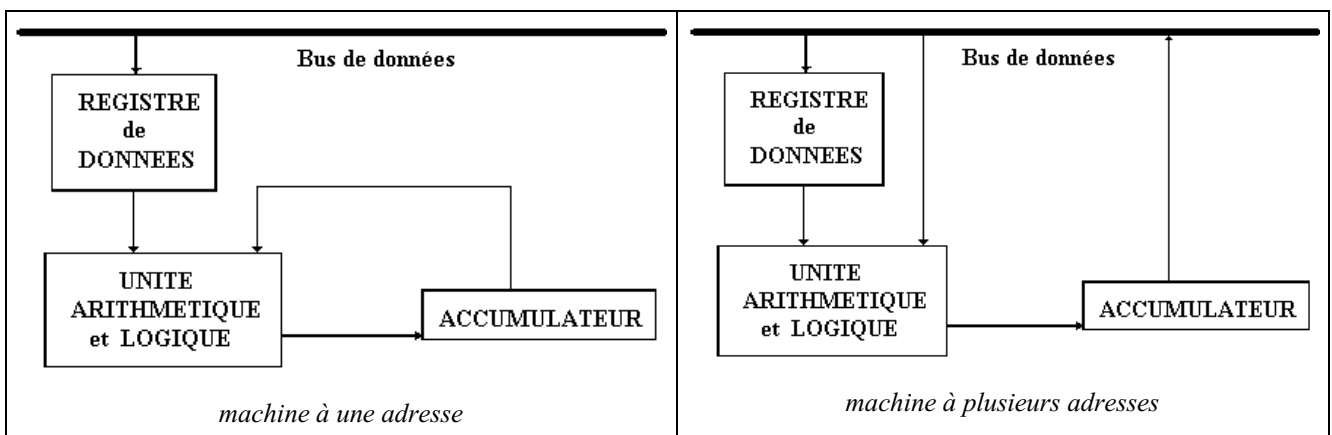 Bus de données
REGISTRE
de
DONNEES
UNITE
ARITHMETIQUE
et LOGIQUE
ACCUMULATEUR
machine à une adresse
Bus de données
REGISTRE
de
DONNEES
UNITE
ARITHMETIQUE
et LOGIQUE
ACCUMULATEUR
machine à plusieurs adresses